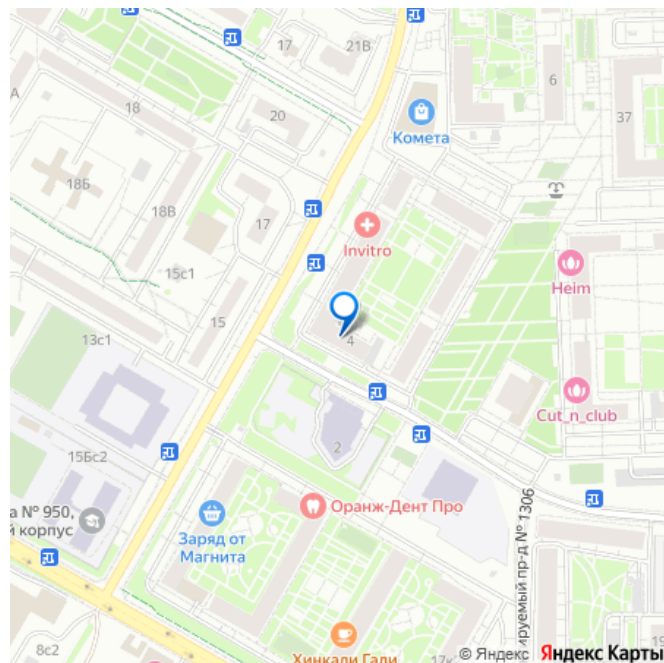 17
21В
6
18
20
Комета
37
18Б
18В
17
Invitro
15с1
Heim
15
4
13с1
Cut_n_club
2
15Бс2
а № 950,
й корпус
Оранж-Дент Про
Заряд от
Магнита
ируемый пр-д № 1306
8с2
Хинкали Гали
17к
19
© Яндекс Яндекс Карты